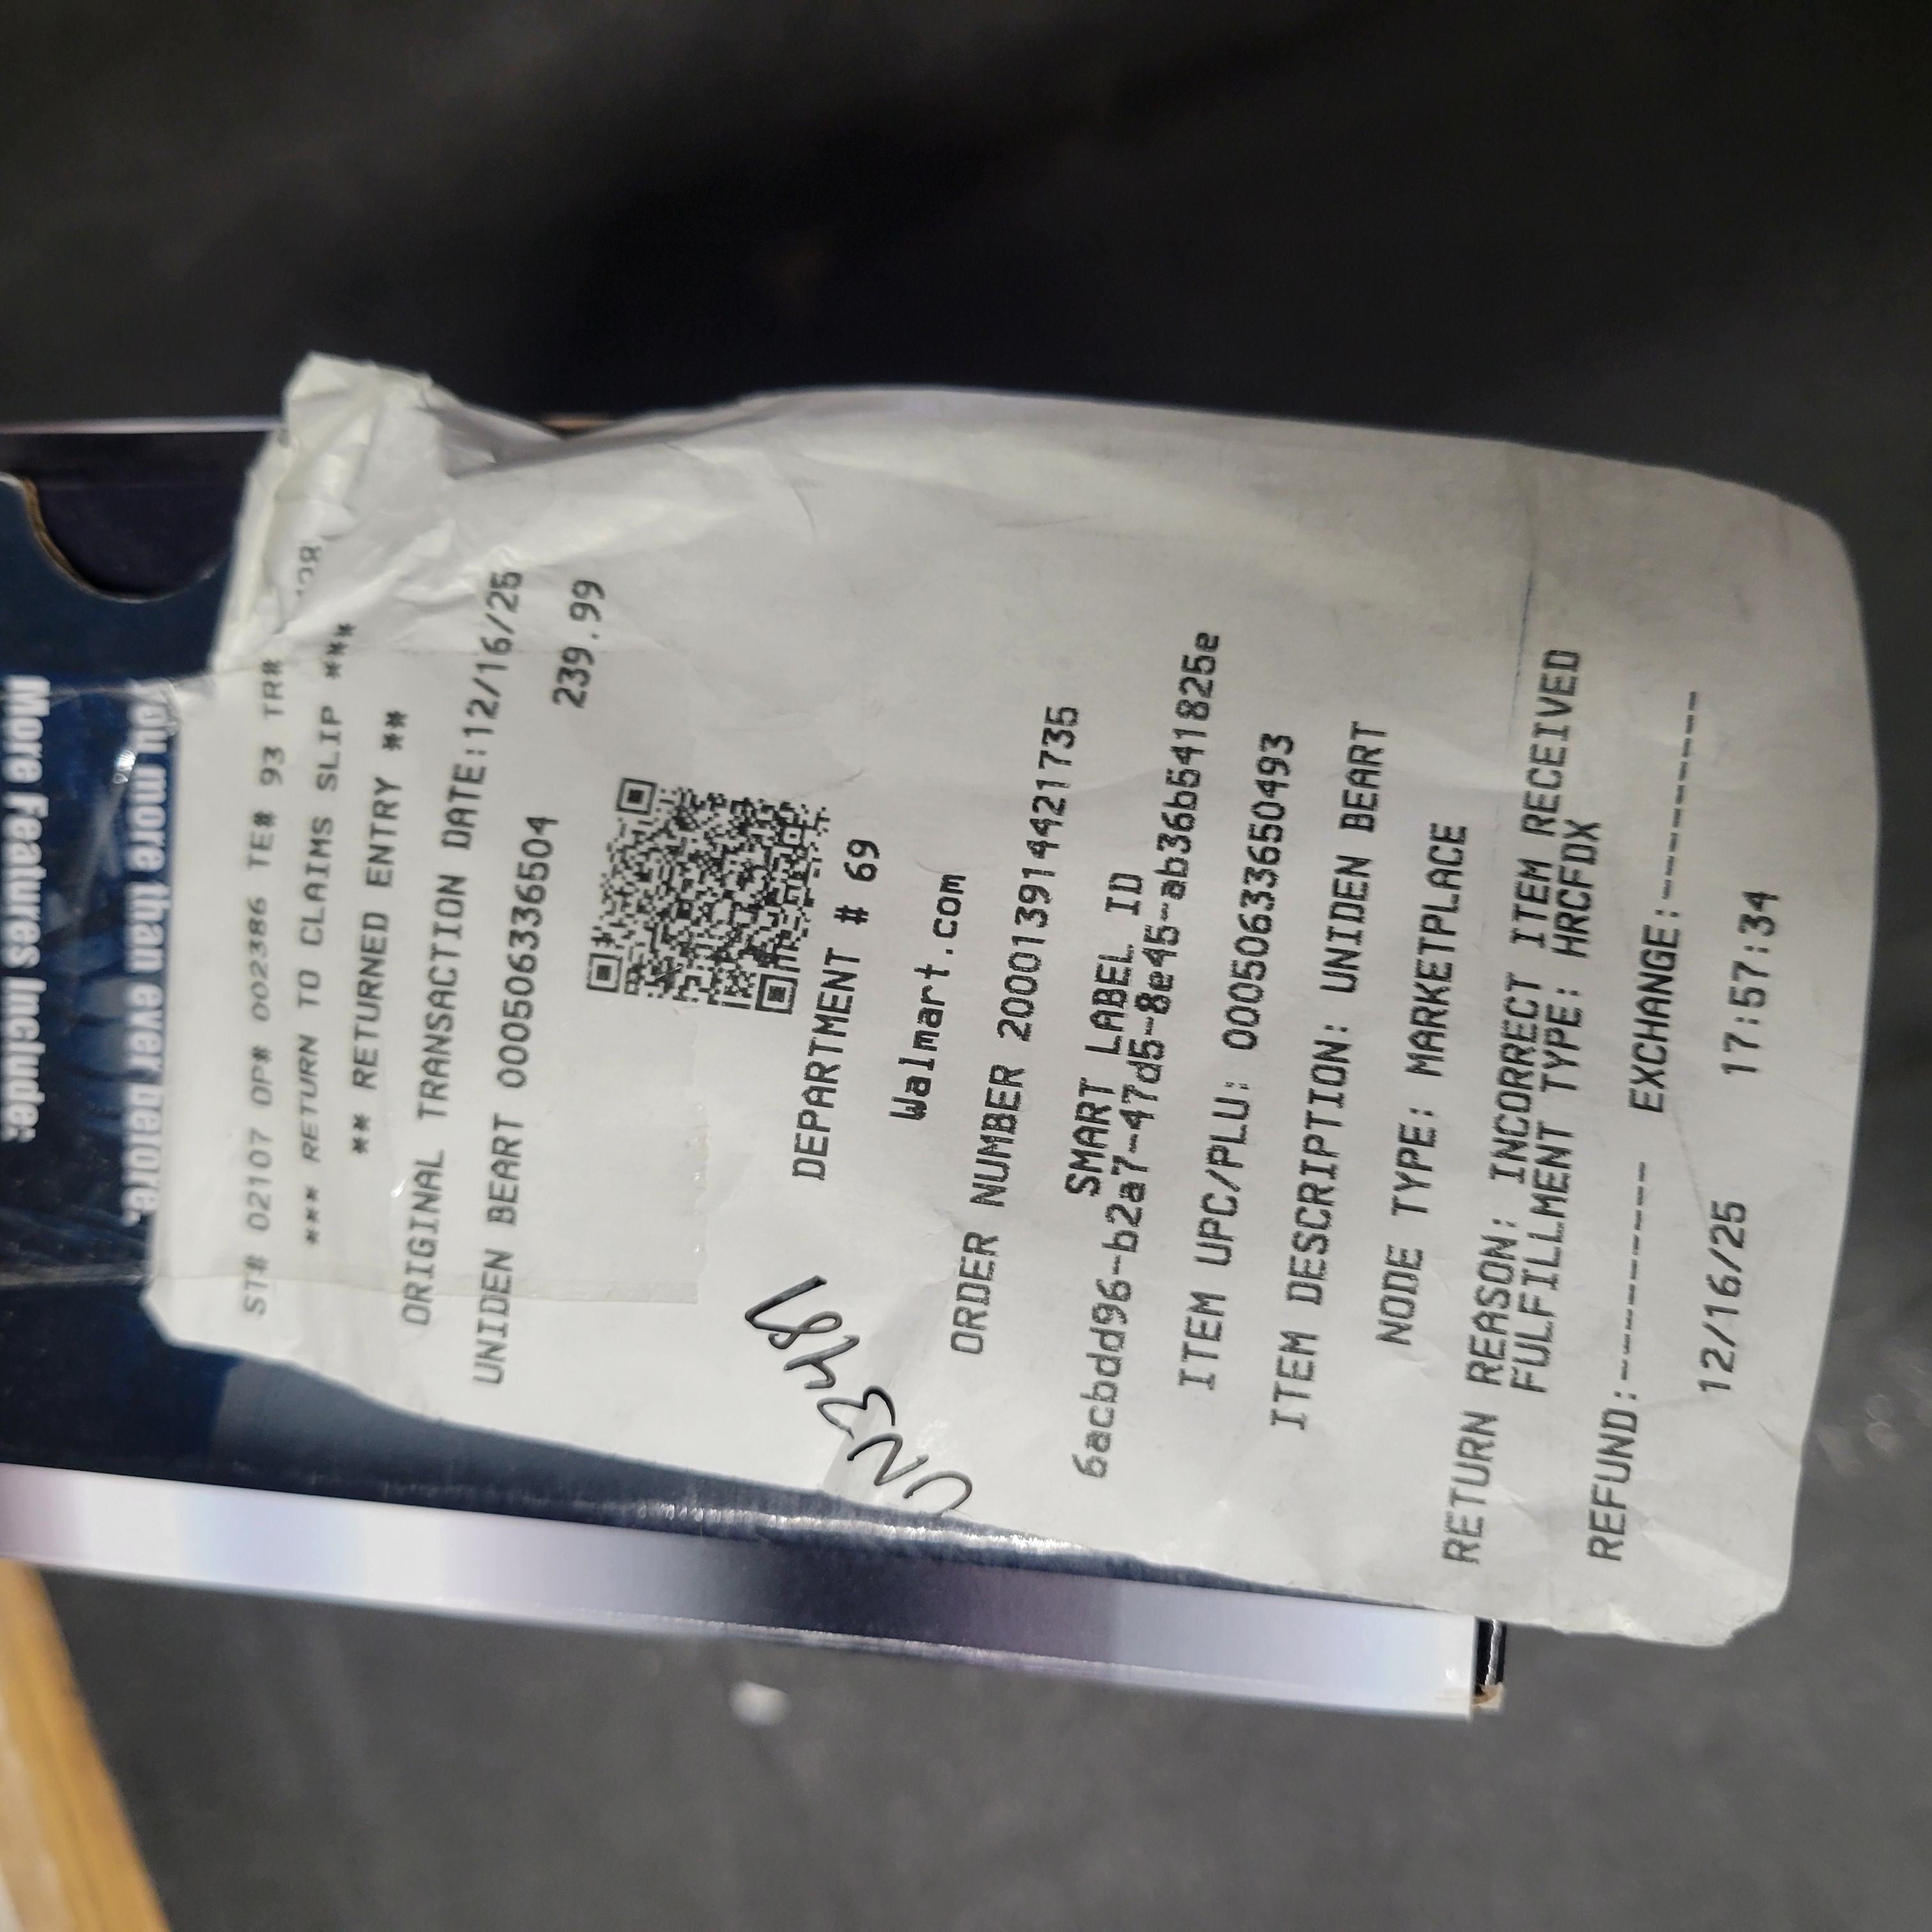 ST# 02107 OP# 002386 TE# 93 TR#
*** RETURN TO CLAIMS SLIP ***
** RETURNED ENTRY **
ORIGINAL TRANSACTION DATE:12/16/25
UNIDEN BEART 000506336504
239.99
DEPARTMENT # 69
Walmart.com
ORDER NUMBER 200013914421735
SMART LABEL ID
6acbdd96-b2a7-47d5-8e45-ab36b541825e
ITEM UPC/PLU: 00050633650493
ITEM DESCRIPTION: UNIDEN BEART
NODE TYPE: MARKETPLACE
RETURN REASON: INCORRECT ITEM RECEIVED
FULFILLMENT TYPE: HRCFDX
REFUND:---------- EXCHANGE:----------
12/16/25 17:57:34
you more than ever before.
More Features Include: